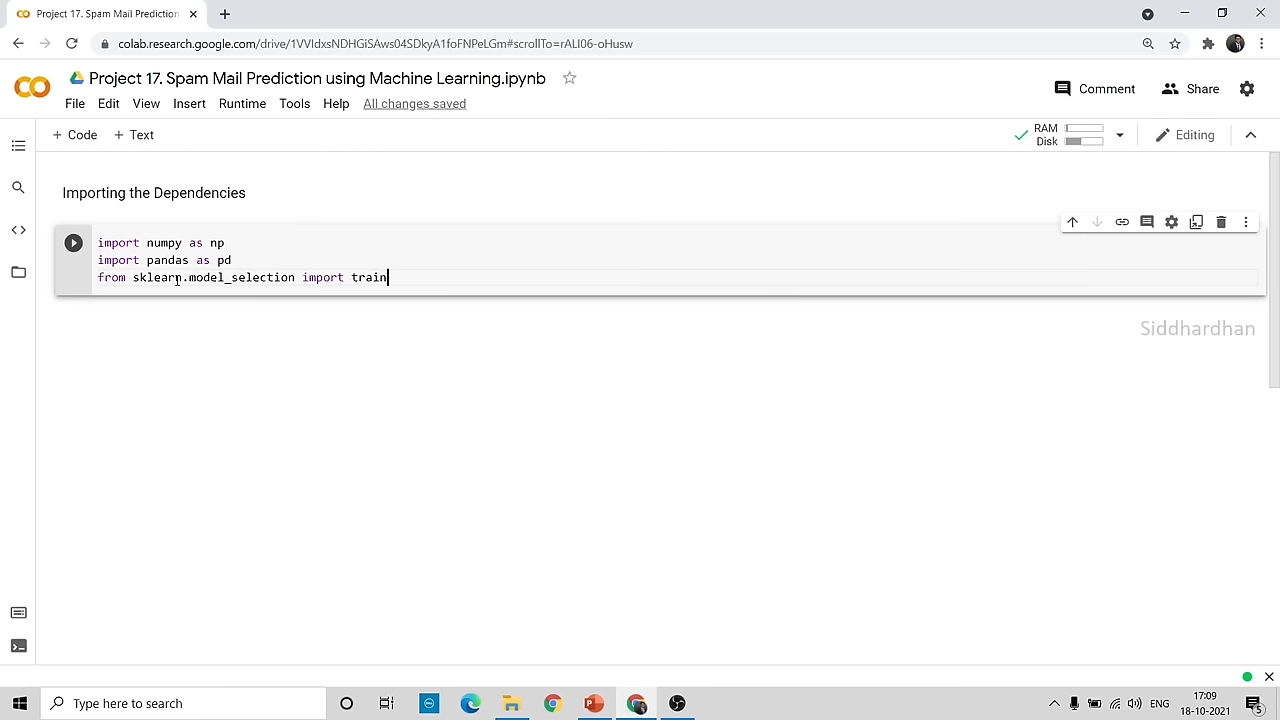 Project 17. Spam Mail Prediction
colab.research.google.com/drive/1VVIdxsNDHGiSAws04SDkyA1foFNPeLGm#scrollTo=rALI06-oHusw
Project 17. Spam Mail Prediction using Machine Learning.ipynb
Comment
Share
File Edit View Insert Runtime Tools Help All changes saved
+ Code + Text
RAM
Disk
Editing
Importing the Dependencies
import numpy as np
import pandas as pd
from sklearn.model_selection import train
Siddhardhan
Type here to search
ENG
17:09
18-10-2021
5